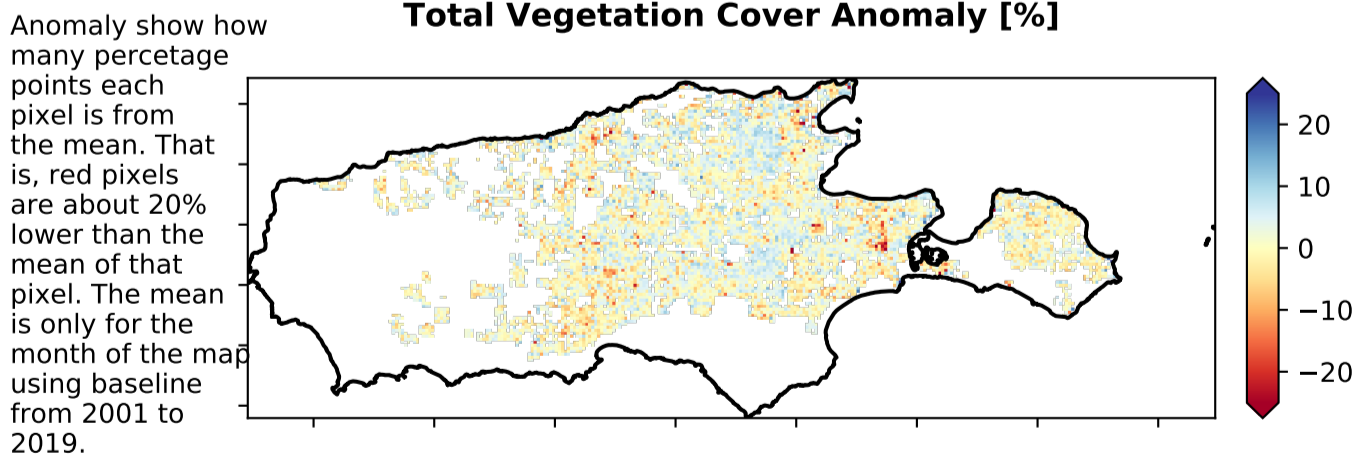 Total Vegetation Cover Anomaly [%]
Anomaly show how
many percetage
points each
pixel is from
the mean. That
is, red pixels
are about 20%
lower than the
mean of that
pixel. The mean
is only for the
month of the map
using baseline
from 2001 to
2019.
20
10
0
−10
−20